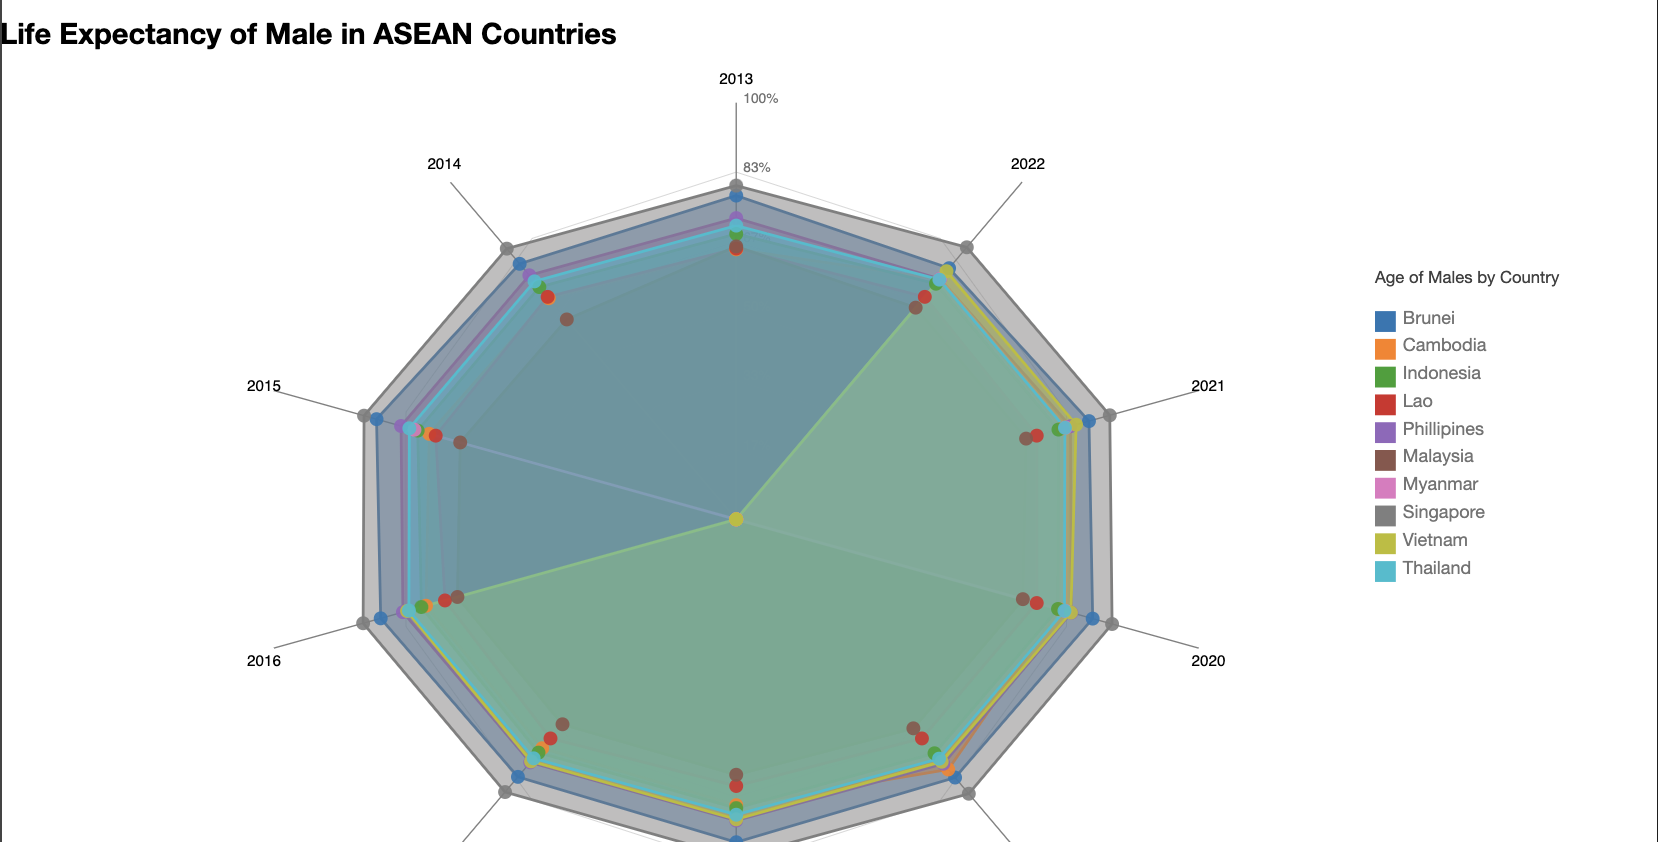 Life Expectancy of Male in ASEAN Countries
2013
100%
83%
2014
2022
2015
2021
2016
2020
Age of Males by Country
Brunei
Cambodia
Indonesia
Lao
Phillipines
Malaysia
Myanmar
Singapore
Vietnam
Thailand